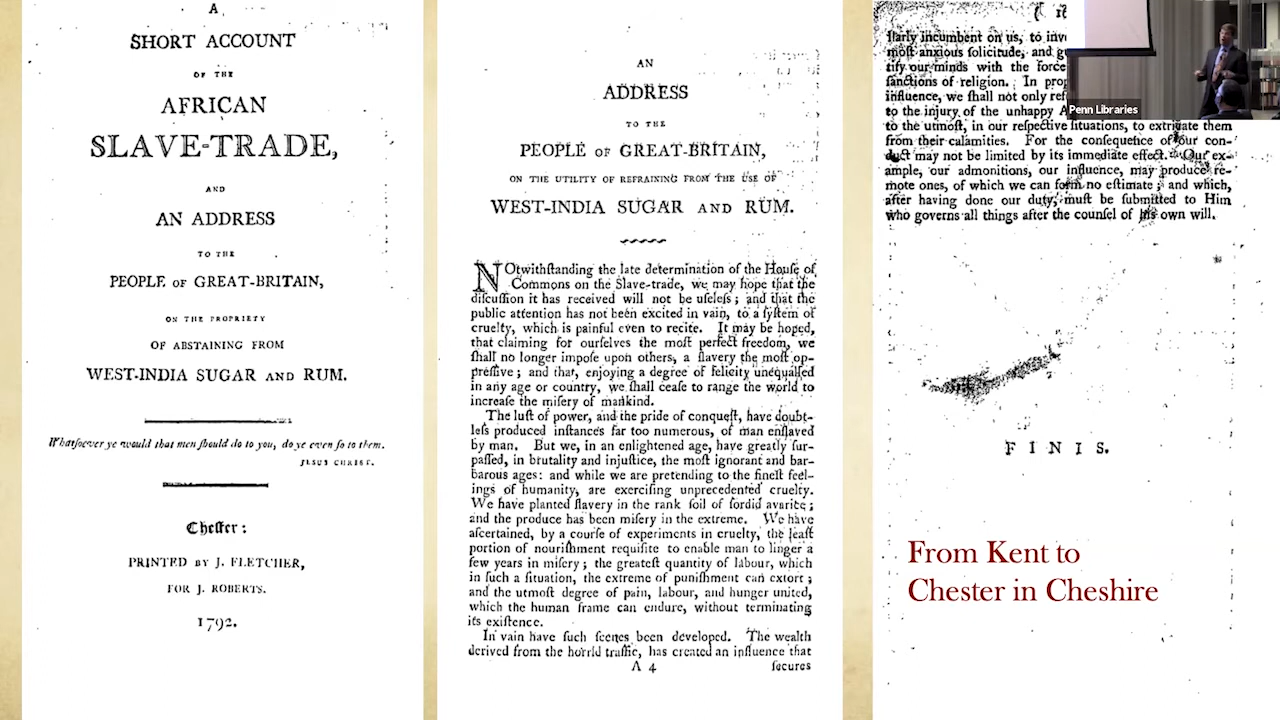 A
SHORT ACCOUNT
OF THE
AFRICAN
SLAVE-TRADE,
AND
AN ADDRESS
TO THE
PEOPLE OF GREAT-BRITAIN,
ON THE PROPRIETY
OF ABSTAINING FROM
WEST-INDIA SUGAR AND RUM.
Whatsoever ye would that men should do to you, do ye even so to them.
JESUS CHRIST.
Chester:
PRINTED BY J. FLETCHER,
FOR J. ROBERTS.
1792.
AN
ADDRESS
TO THE
PEOPLE OF GREAT-BRITAIN,
ON THE UTILITY OF REFRAINING FROM THE USE OF
WEST-INDIA SUGAR AND RUM.
NOtwithſtanding the late determination of the Houſe of
Commons on the Slave-trade, we may hope that the
diſcuſſion it has received will not be uſeleſs; and that the
public attention has not been excited in vain, to a ſyſtem of
cruelty, which is painful even to recite. It may be hoped,
that claiming for ourſelves the moſt perfect freedom, we
ſhall no longer impoſe upon others, a ſlavery the moſt op-
preſſive; and that, enjoying a degree of felicity unequalled
in any age or country, we ſhall ceaſe to range the world to
increaſe the miſery of mankind.
The luſt of power, and the pride of conqueſt, have doubt-
leſs produced inſtances far too numerous, of man enſlaved
by man. But we, in an enlightened age, have greatly ſur-
paſſed, in brutality and injuſtice, the moſt ignorant and bar-
barous ages: and while we are pretending to the fineſt feel-
ings of humanity, are exerciſing unprecedented cruelty.
We have planted ſlavery in the rank ſoil of ſordid avarice;
and the produce has been miſery in the extreme. We have
aſcertained, by a courſe of experiments in cruelty, the leaſt
portion of nouriſhment requiſite to enable man to linger a
few years in miſery; the greateſt quantity of labour, which
in ſuch a ſituation, the extreme of puniſhment can extort;
and the utmoſt degree of pain, labour, and hunger united,
which the human frame can endure, without terminating
its exiſtence.
In vain have ſuch ſcenes been developed. The wealth
derived from the horrid traffic, has created an influence that
A 4 ſecures
ſlarly incumbent on us, to
moſt anxious ſolicitude, and
tify our minds with the force
ſanctions of religion. In
influence, we ſhall not only
to the injury of the unhappy
to the utmoſt, in our reſpective ſituations, to extricate them
from their calamities. For the conſequence of our con-
duct may not be limited by its immediate effect. Our ex-
ample, our admonitions, our influence, may produce re-
mote ones, of which we can form no eſtimate; and which,
after having done our duty, muſt be ſubmitted to Him
who governs all things after the counſel of his own will.
FINIS.
From Kent to
Chester in Cheshire
Penn Libraries